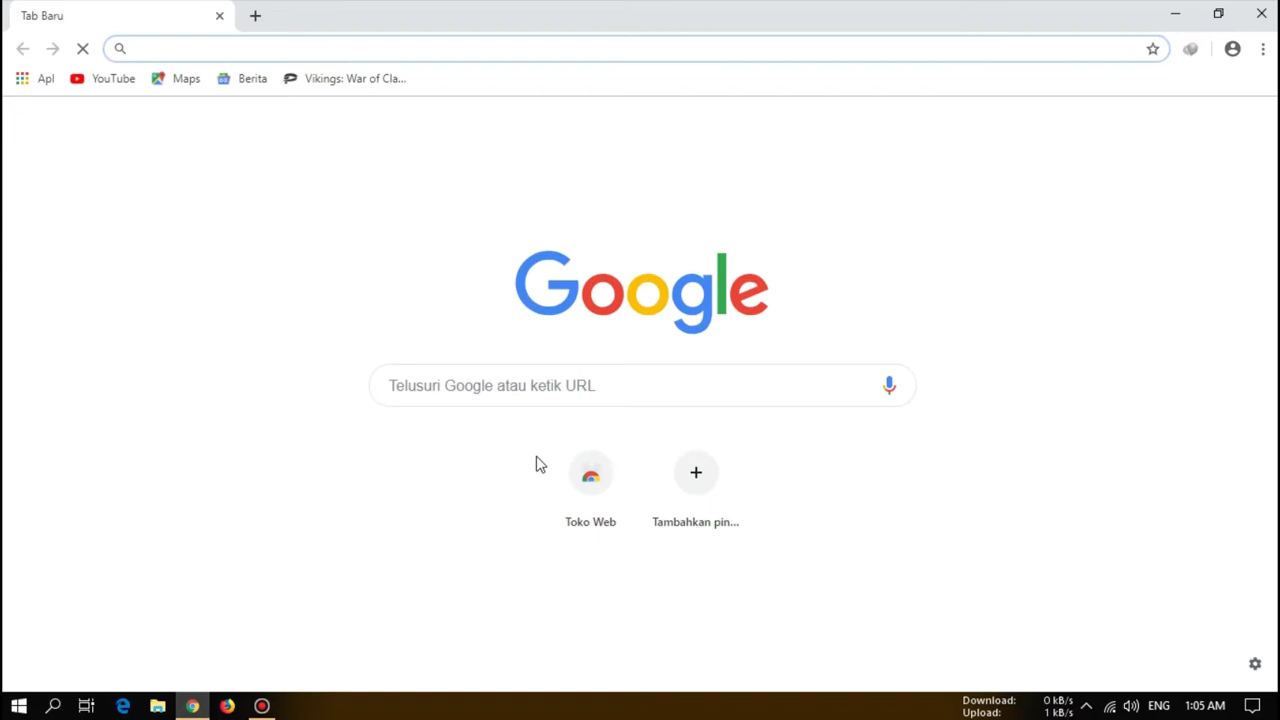 Tab Baru
Apl YouTube Maps Berita Vikings: War of Cla...
Google
Telusuri Google atau ketik URL
Toko Web Tambahkan pin...
Download: 0 kB/s
Upload: 1 kB/s
ENG 1:05 AM